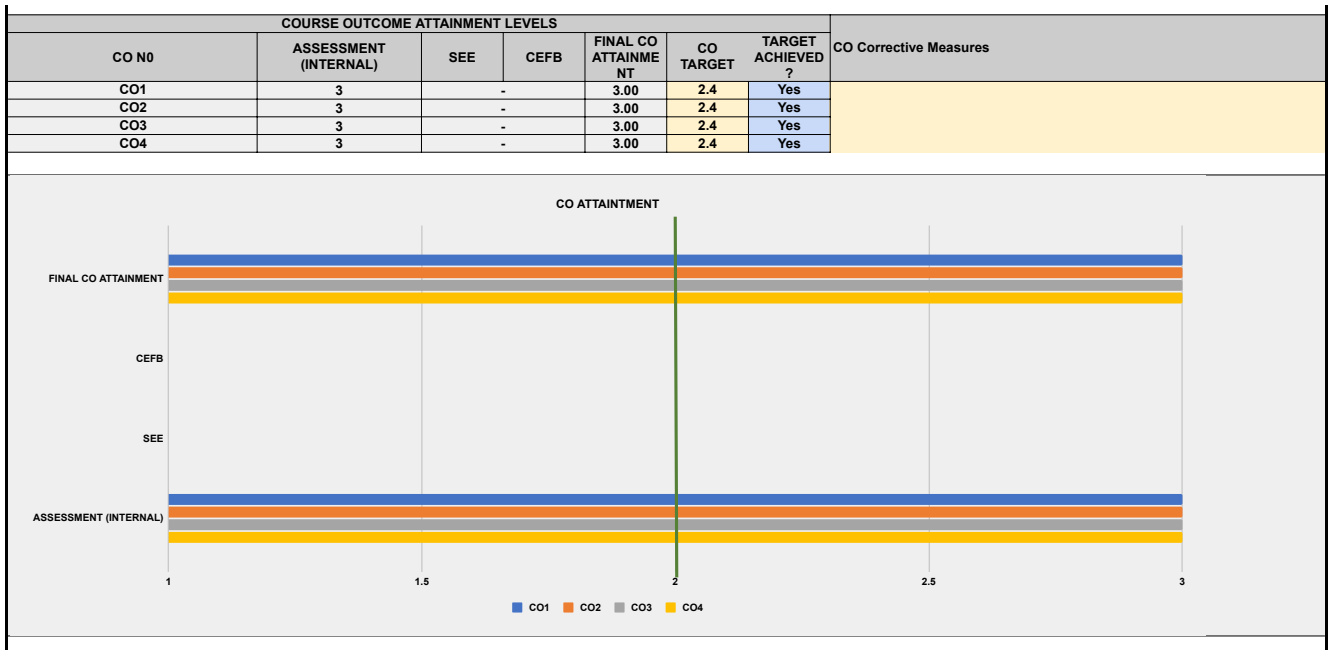 COURSE OUTCOME ATTAINMENT LEVELS
CO Corrective Measures
CO N0
ASSESSMENT
(INTERNAL)
SEE
CEFB
FINAL CO
ATTAINME
NT
CO
TARGET
TARGET
ACHIEVED
?
CO1 3 - 3.00 2.4 Yes
CO2 3 - 3.00 2.4 Yes
CO3 3 - 3.00 2.4 Yes
CO4 3 - 3.00 2.4 Yes
CO ATTAINTMENT
FINAL CO ATTAINMENT
CEFB
SEE
ASSESSMENT (INTERNAL)
1 1.5 2 2.5 3
CO1 CO2 CO3 CO4